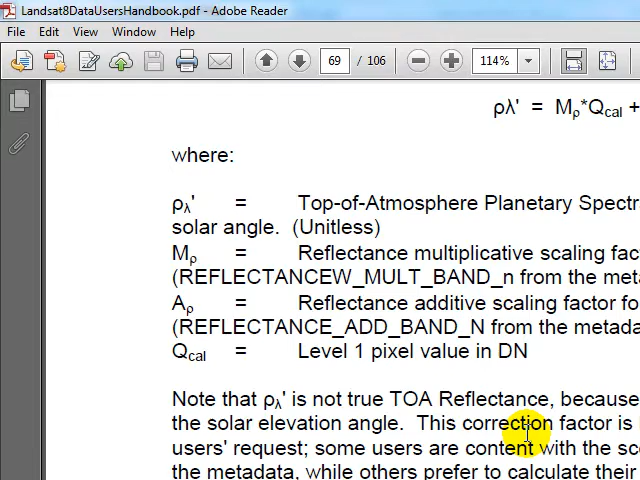 LandSat8DataUsersHandbook.pdf - Adobe Reader
File Edit View Window Help
69 / 106 114%
ρλ' = Mρ*Qcal +
where:
ρλ' = Top-of-Atmosphere Planetary Spectr
solar angle. (Unitless)
Mρ = Reflectance multiplicative scaling fac
(REFLECTANCEW_MULT_BAND_n from the meta
Aρ = Reflectance additive scaling factor fo
(REFLECTANCE_ADD_BAND_N from the metada
Qcal = Level 1 pixel value in DN
Note that ρλ' is not true TOA Reflectance, because
the solar elevation angle. This correction factor is
users' request; some users are content with the sc
the metadata, while others prefer to calculate their